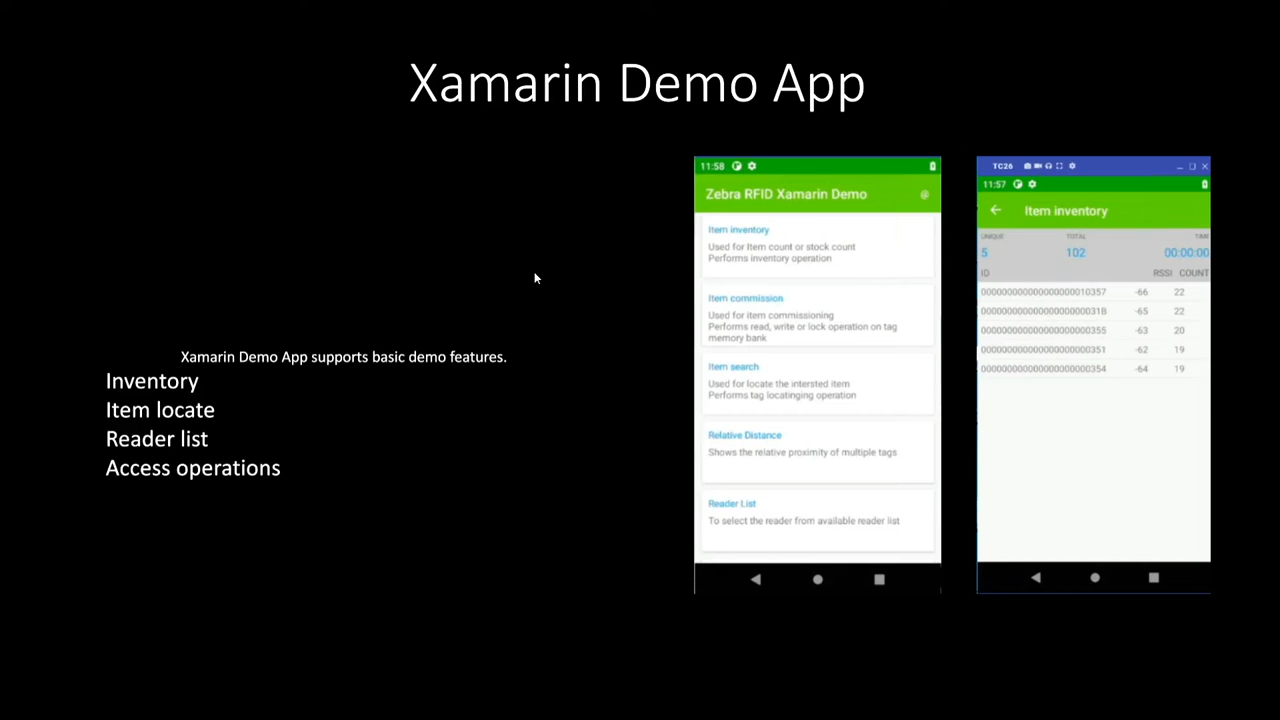 Xamarin Demo App
Xamarin Demo App supports basic demo features.
Inventory
Item locate
Reader list
Access operations
11:58
Zebra RFID Xamarin Demo
Item inventory
Used for Item count or stock count
Performs inventory operation
Item commission
Used for item commissioning
Performs read, write or lock operation on tag
memory bank
Item search
Used for locate the intersted item
Performs tag locatinging operation
Relative Distance
Shows the relative proximity of multiple tags
Reader List
To select the reader from available reader list
TC26
11:57
Item inventory
UNIQUE TOTAL TIME
5 102 00:00:00
ID RSSI COUNT
-66 22
-65 22
-63 20
-62 19
-64 19